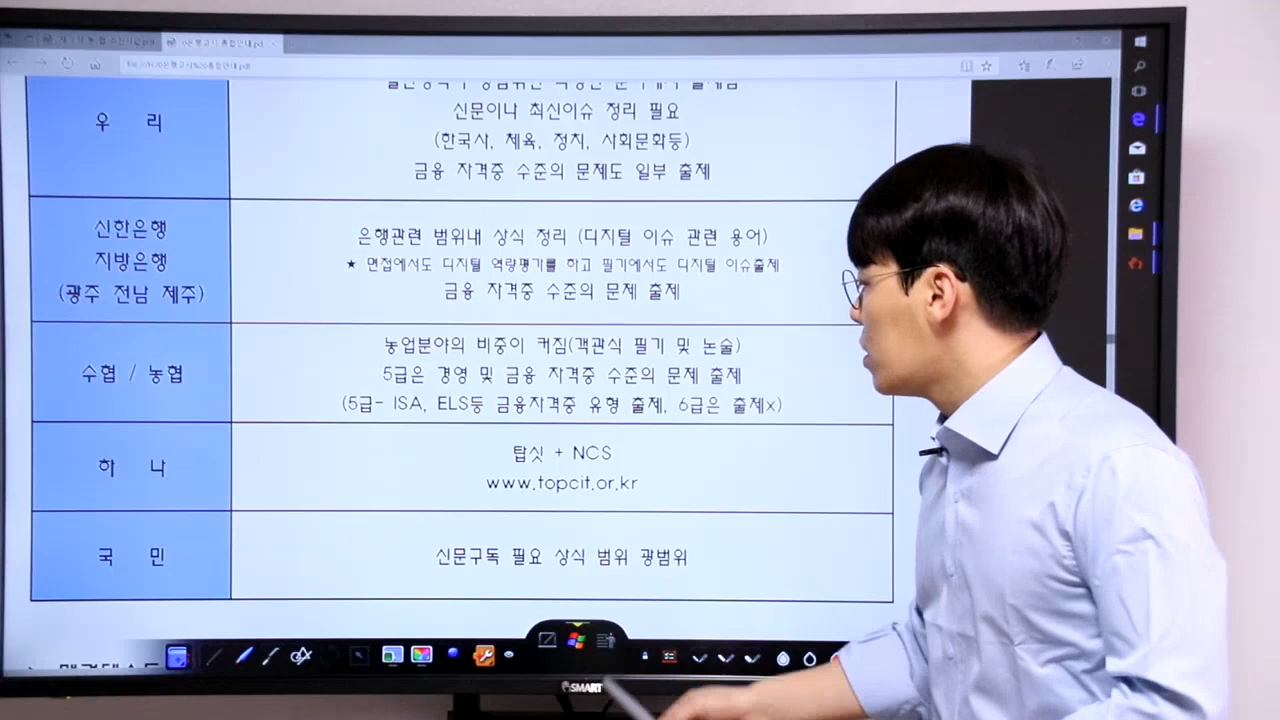 우 리
신문이나 최신이슈 정리 필요
(한국사, 체육, 정치, 사회문화등)
금융 자격증 수준의 문제도 일부 출제
신한은행
지방은행
(광주 전남 제주)
은행관련 범위내 상식 정리 (디지털 이슈 관련 용어)
★ 면접에서도 디지털 역량평가를 하고 필기에서도 디지털 이슈출제
금융 자격증 수준의 문제 출제
수협 / 농협
농업분야의 비중이 커짐(객관식 필기 및 논술)
5급은 경영 및 금융 자격증 수준의 문제 출제
(5급- ISA, ELS등 금융자격증 유형 출제, 6급은 출제x)
하 나
탑싯 + NCS
www.topcit.or.kr
국 민
신문구독 필요 상식 범위 광범위
SMART